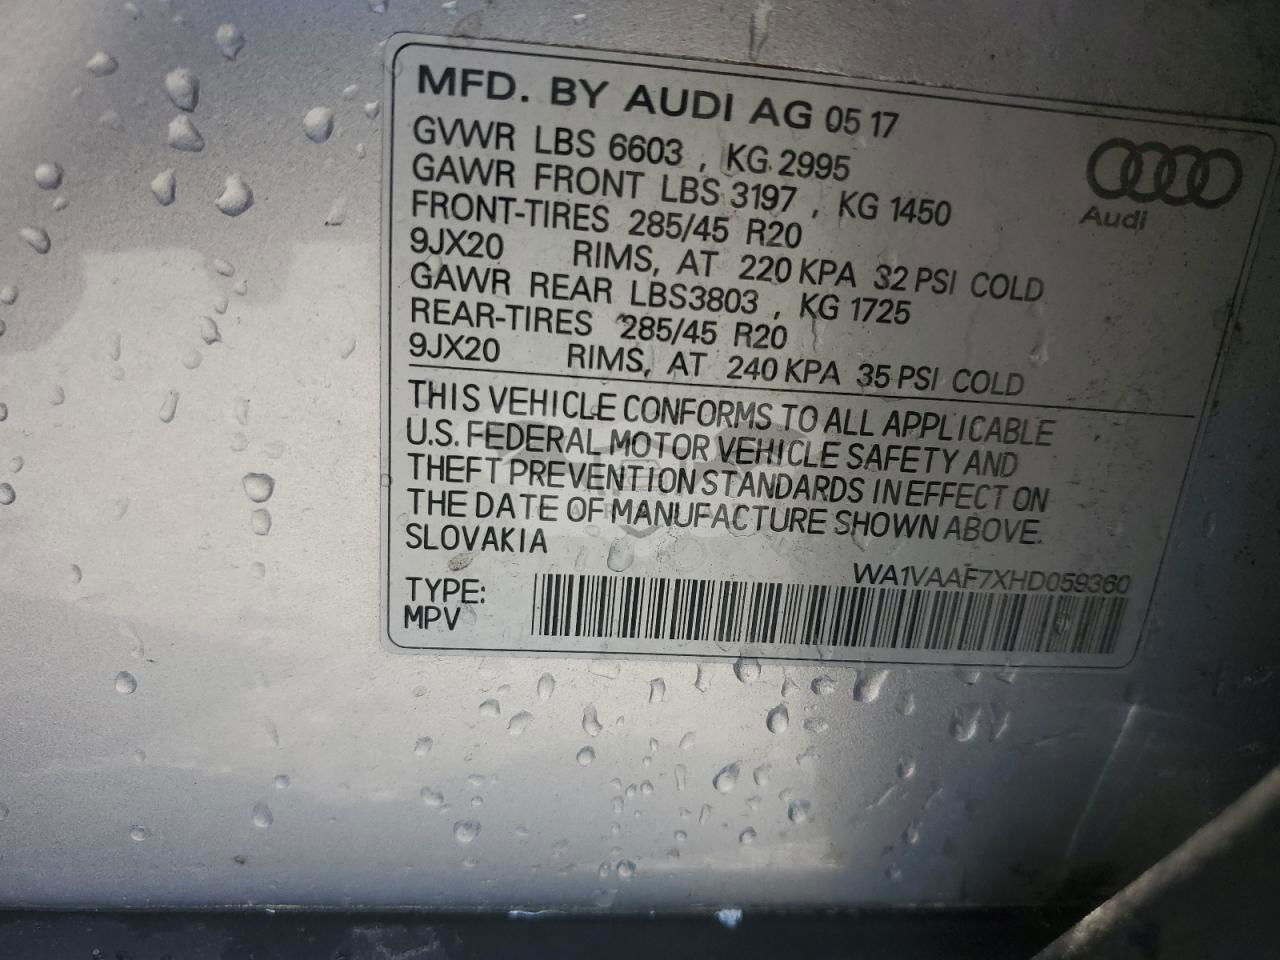 MFD. BY AUDI AG 05 17
GVWR LBS 6603 , KG 2995
GAWR FRONT LBS 3197 , KG 1450
FRONT-TIRES 285/45 R20
9JX20 RIMS, AT 220 KPA 32 PSI COLD
GAWR REAR LBS3803 , KG 1725
REAR-TIRES 285/45 R20
9JX20 RIMS, AT 240 KPA 35 PSI COLD
Audi
THIS VEHICLE CONFORMS TO ALL APPLICABLE
U.S. FEDERAL MOTOR VEHICLE SAFETY AND
THEFT PREVENTION STANDARDS IN EFFECT ON
THE DATE OF MANUFACTURE SHOWN ABOVE.
SLOVAKIA
WA1VAAF7XHD059360
TYPE:
MPV